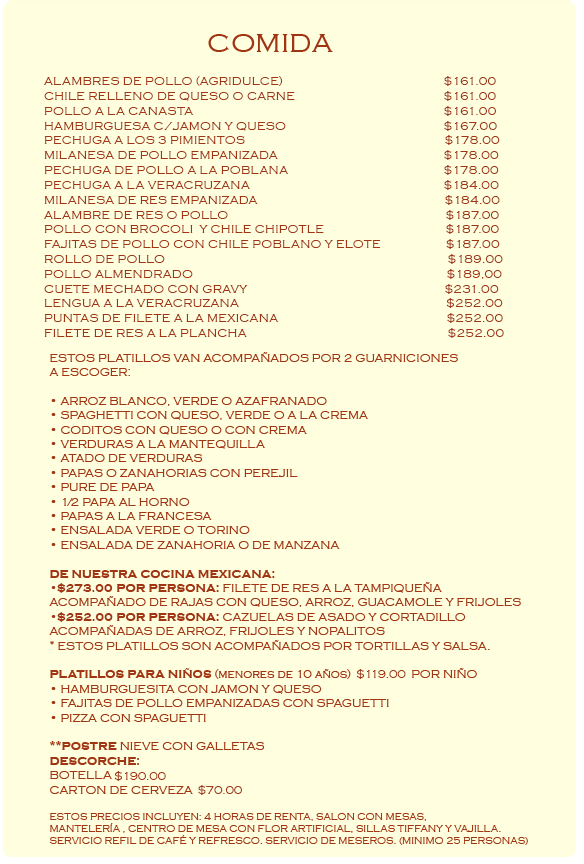 COMIDA
ALAMBRES DE POLLO (AGRIDULCE) $161.00
CHILE RELLENO DE QUESO O CARNE $161.00
POLLO A LA CANASTA $161.00
HAMBURGUESA C/JAMON Y QUESO $167.00
PECHUGA A LOS 3 PIMIENTOS $178.00
MILANESA DE POLLO EMPANIZADA $178.00
PECHUGA DE POLLO A LA POBLANA $178.00
PECHUGA A LA VERACRUZANA $184.00
MILANESA DE RES EMPANIZADA $184.00
ALAMBRE DE RES O POLLO $187.00
POLLO CON BROCOLI Y CHILE CHIPOTLE $187.00
FAJITAS DE POLLO CON CHILE POBLANO Y ELOTE $187.00
ROLLO DE POLLO $189.00
POLLO ALMENDRADO $189,00
CUETE MECHADO CON GRAVY $231.00
LENGUA A LA VERACRUZANA $252.00
PUNTAS DE FILETE A LA MEXICANA $252.00
FILETE DE RES A LA PLANCHA $252.00
ESTOS PLATILLOS VAN ACOMPAÑADOS POR 2 GUARNICIONES
A ESCOGER:
• ARROZ BLANCO, VERDE O AZAFRANADO
• SPAGHETTI CON QUESO, VERDE O A LA CREMA
• CODITOS CON QUESO O CON CREMA
• VERDURAS A LA MANTEQUILLA
• ATADO DE VERDURAS
• PAPAS O ZANAHORIAS CON PEREJIL
• PURE DE PAPA
• 1/2 PAPA AL HORNO
• PAPAS A LA FRANCESA
• ENSALADA VERDE O TORINO
• ENSALADA DE ZANAHORIA O DE MANZANA
DE NUESTRA COCINA MEXICANA:
•$273.00 POR PERSONA: FILETE DE RES A LA TAMPIQUEÑA
ACOMPAÑADO DE RAJAS CON QUESO, ARROZ, GUACAMOLE Y FRIJOLES
•$252.00 POR PERSONA: CAZUELAS DE ASADO Y CORTADILLO
ACOMPAÑADAS DE ARROZ, FRIJOLES Y NOPALITOS
* ESTOS PLATILLOS SON ACOMPAÑADOS POR TORTILLAS Y SALSA.
PLATILLOS PARA NIÑOS (MENORES DE 10 AÑOS) $119.00 POR NIÑO
• HAMBURGUESITA CON JAMON Y QUESO
• FAJITAS DE POLLO EMPANIZADAS CON SPAGUETTI
• PIZZA CON SPAGUETTI
**POSTRE NIEVE CON GALLETAS
DESCORCHE:
BOTELLA $190.00
CARTON DE CERVEZA $70.00
ESTOS PRECIOS INCLUYEN: 4 HORAS DE RENTA, SALON CON MESAS,
MANTELERÍA , CENTRO DE MESA CON FLOR ARTIFICIAL, SILLAS TIFFANY Y VAJILLA.
SERVICIO REFIL DE CAFÉ Y REFRESCO. SERVICIO DE MESEROS. (MINIMO 25 PERSONAS)